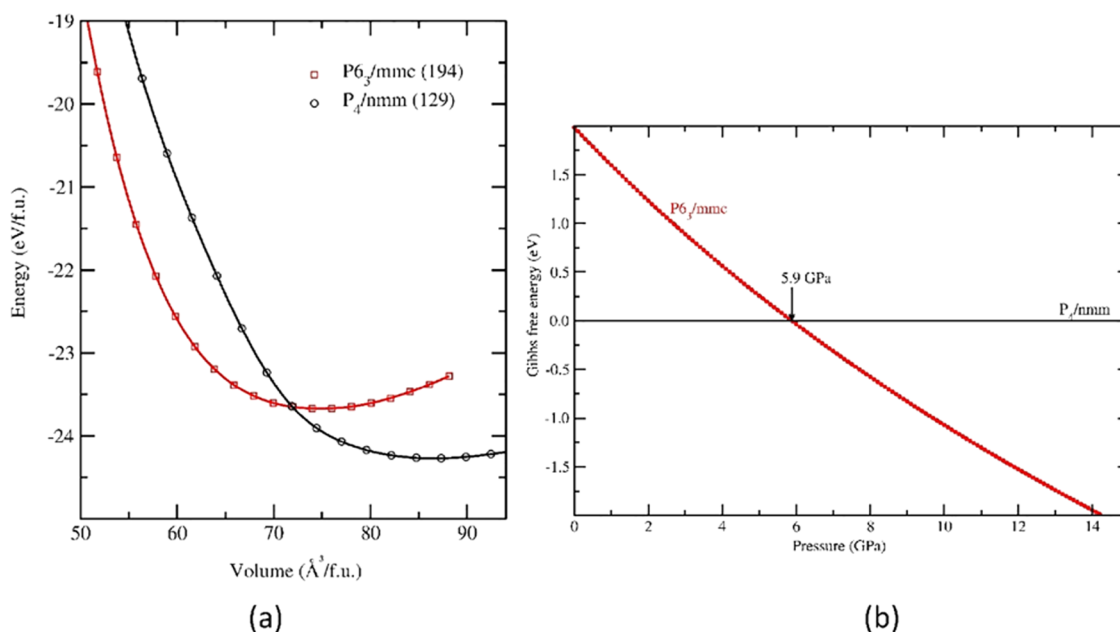 -19
-20
-21
-22
-23
-24
Energy (eV/f.u.)
P6₃/mmc (194)
P₄/nmm (129)
50 60 70 80 90
Volume (Å³/f.u.)
(a)
1.5
1.0
0.5
0.0
-0.5
-1.0
-1.5
Gibbs free energy (eV)
P6₃/mmc
5.9 GPa
P₄/nmm
0 2 4 6 8 10 12 14
Pressure (GPa)
(b)